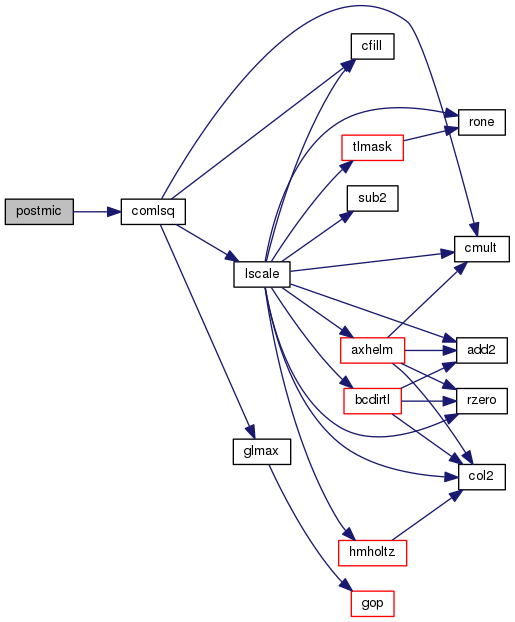 cfill
rone
tlmask
sub2
postmic
comlsq
cmult
lscale
axhelm
add2
bcdirtl
rzero
glmax
col2
hmholtz
gop